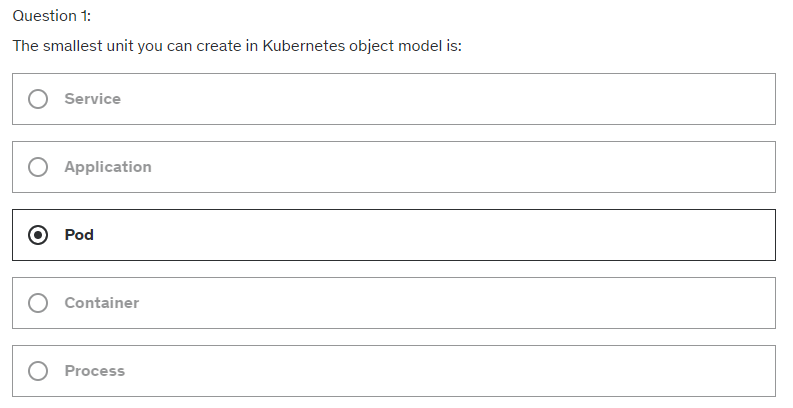 Question 1:
The smallest unit you can create in Kubernetes object model is:
Service
Application
Pod
Container
Process